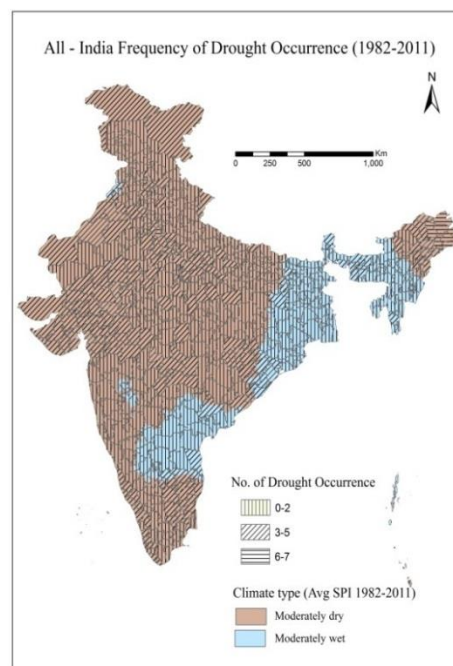 All - India Frequency of Drought Occurrence (1982-2011)
N
Km
0 250 500 1,000
No. of Drought Occurrence
0-2
3-5
6-7
Climate type (Avg SPI 1982-2011)
Moderately dry
Moderately wet